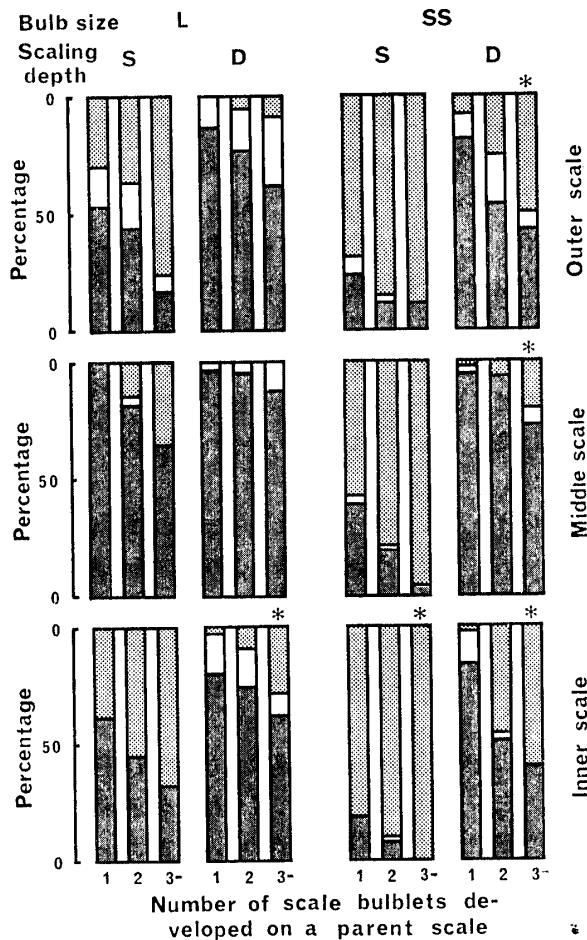 Bulb size L SS
Scaling depth S D S D
*
0
50
0
Percentage
Outer scale
*
0
50
0
Percentage
Middle scale
* * *
0
50
0
Percentage
Inner scale
1 2 3- 1 2 3- 1 2 3- 1 2 3-
Number of scale bulblets de-
veloped on a parent scale